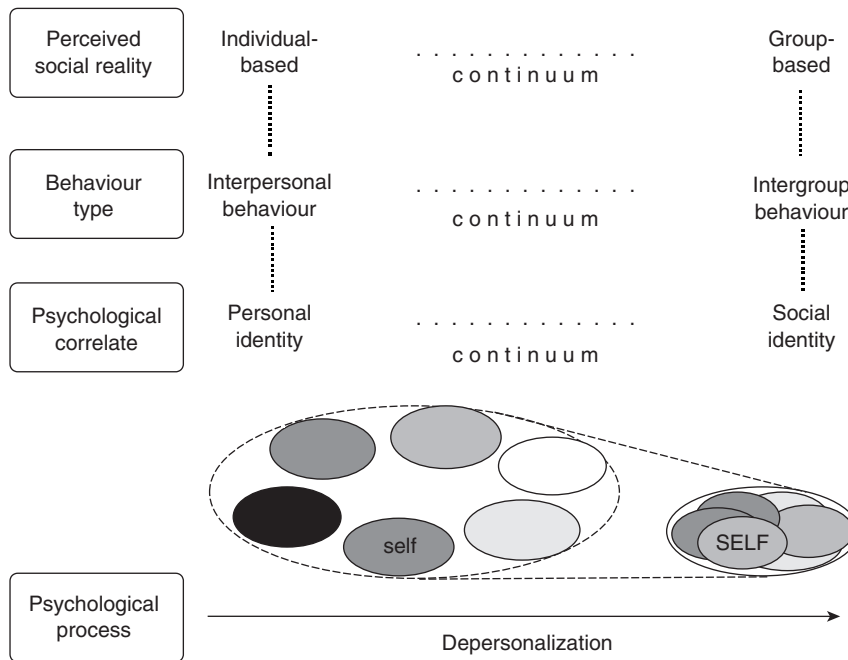 Perceived
social reality
Individual-
based
. . . . . . . . . . . . .
continuum
Group-
based
Behaviour
type
Interpersonal
behaviour
. . . . . . . . . . . . .
continuum
Intergroup
behaviour
Psychological
correlate
Personal
identity
. . . . . . . . . . . . .
continuum
Social
identity
self
SELF
Psychological
process
Depersonalization